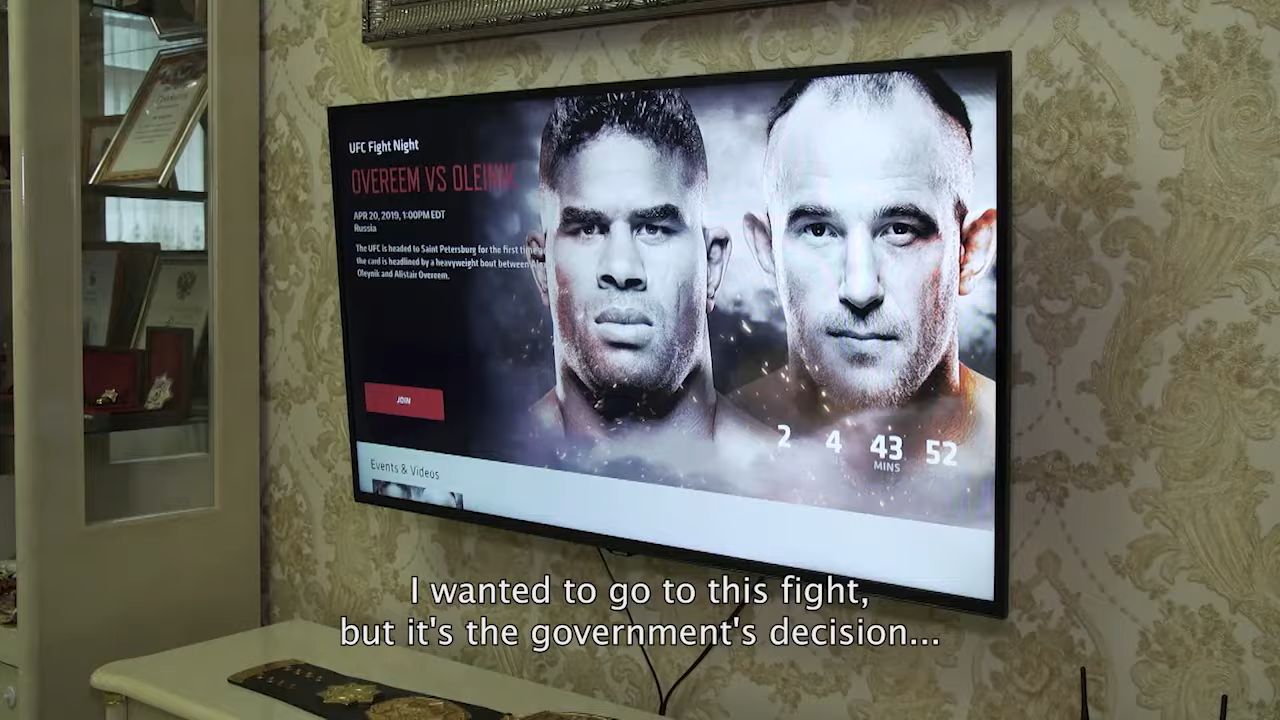 UFC Fight Night
OVEREEM VS OLEINIK
APR 20, 2019, 1:00PM EDT
Russia
The UFC is headed to Saint Petersburg for the first time as
the card is headlined by a heavyweight bout between
Oleynik and Alistair Overeem.
JOIN
2 4 43 52
MINS
Events & Videos
I wanted to go to this fight,
but it's the government's decision...